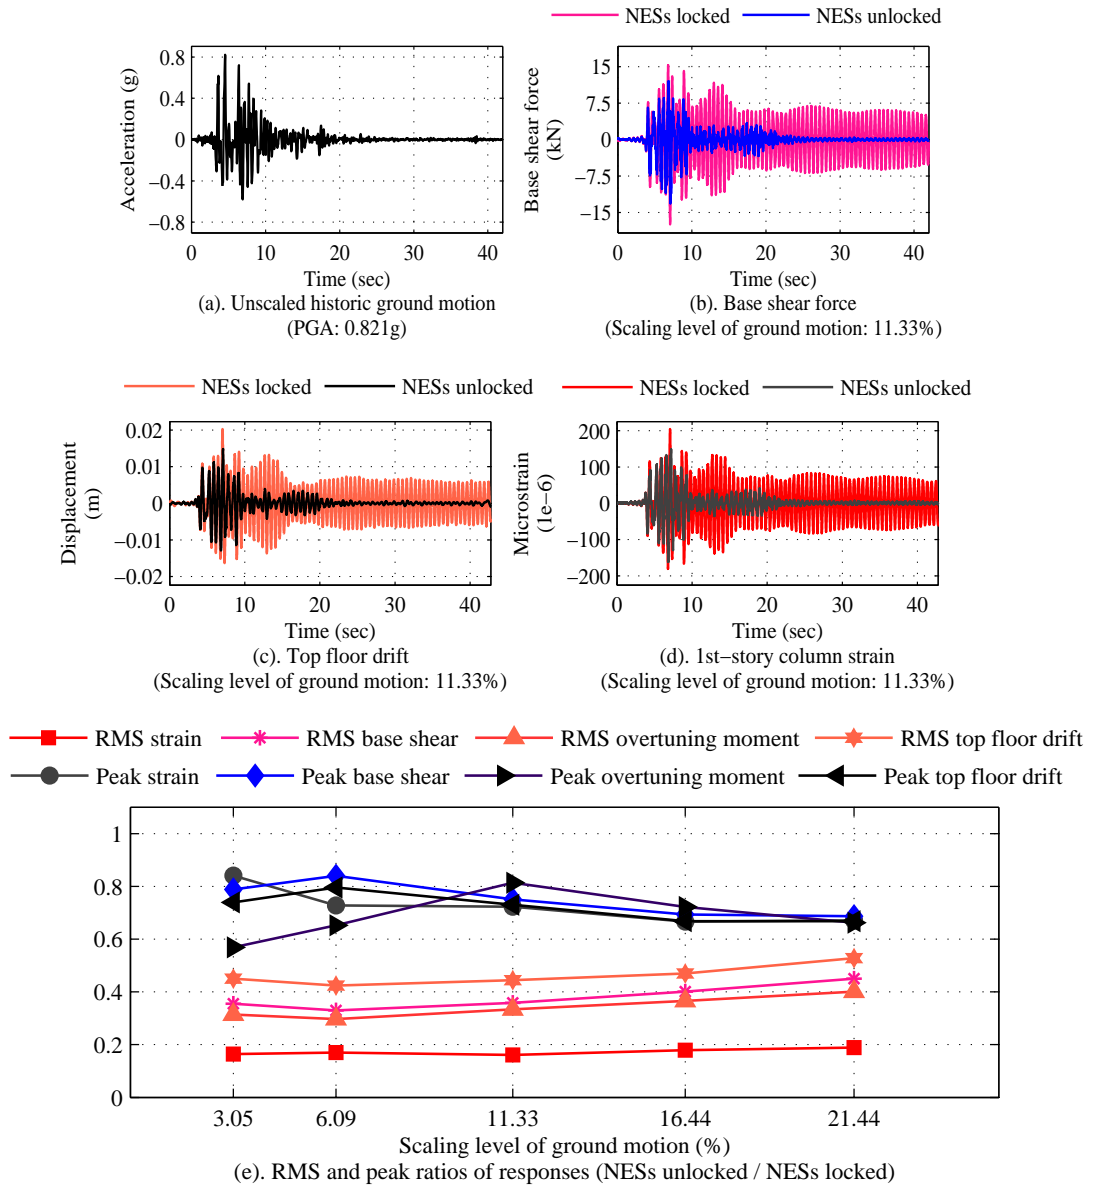 NESs locked NESs unlocked
0.8
0.4
0
−0.4
−0.8
Acceleration (g)
0 10 20 30 40
Time (sec)
(a). Unscaled historic ground motion
(PGA: 0.821g)
15
7.5
0
−7.5
−15
Base shear force
(kN)
0 10 20 30 40
Time (sec)
(b). Base shear force
(Scaling level of ground motion: 11.33%)
NESs locked NESs unlocked
0.02
0.01
0
−0.01
−0.02
Displacement
(m)
0 10 20 30 40
Time (sec)
(c). Top floor drift
(Scaling level of ground motion: 11.33%)
NESs locked NESs unlocked
200
100
0
−100
−200
Microstrain
(1e−6)
0 10 20 30 40
Time (sec)
(d). 1st−story column strain
(Scaling level of ground motion: 11.33%)
RMS strain RMS base shear RMS overtuning moment RMS top floor drift
Peak strain Peak base shear Peak overtuning moment Peak top floor drift
1
0.8
0.6
0.4
0.2
0
3.05 6.09 11.33 16.44 21.44
Scaling level of ground motion (%)
(e). RMS and peak ratios of responses (NESs unlocked / NESs locked)